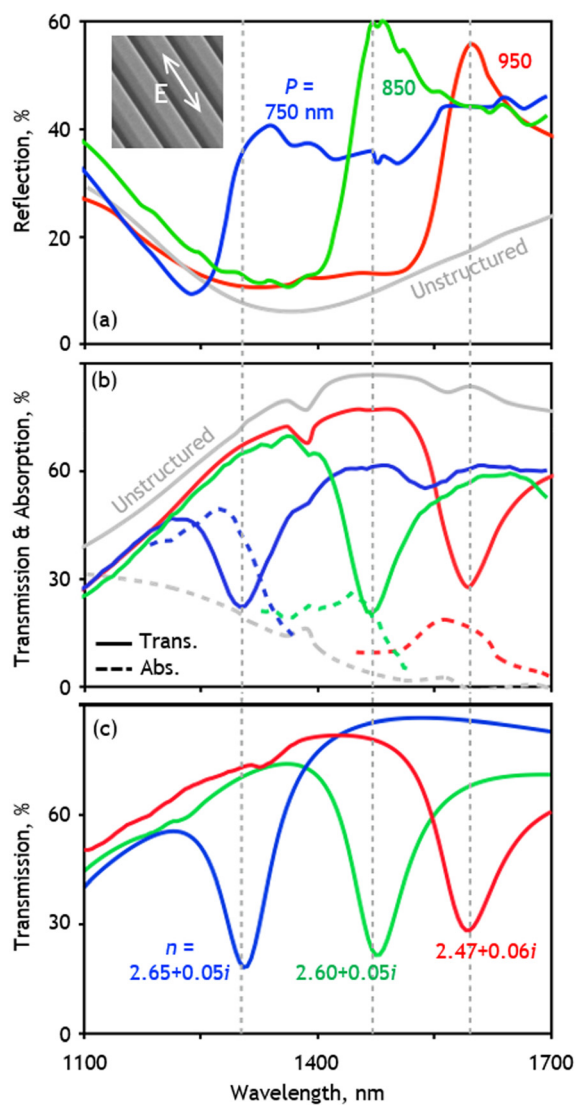 60
40
20
0
Reflection, %
E
P =
750 nm
850
950
Unstructured
(a)
(b)
60
30
0
Transmission & Absorption, %
Unstructured
Trans.
Abs.
(c)
60
30
0
Transmission, %
n =
2.65+0.05i
2.60+0.05i
2.47+0.06i
1100
1400
1700
Wavelength, nm